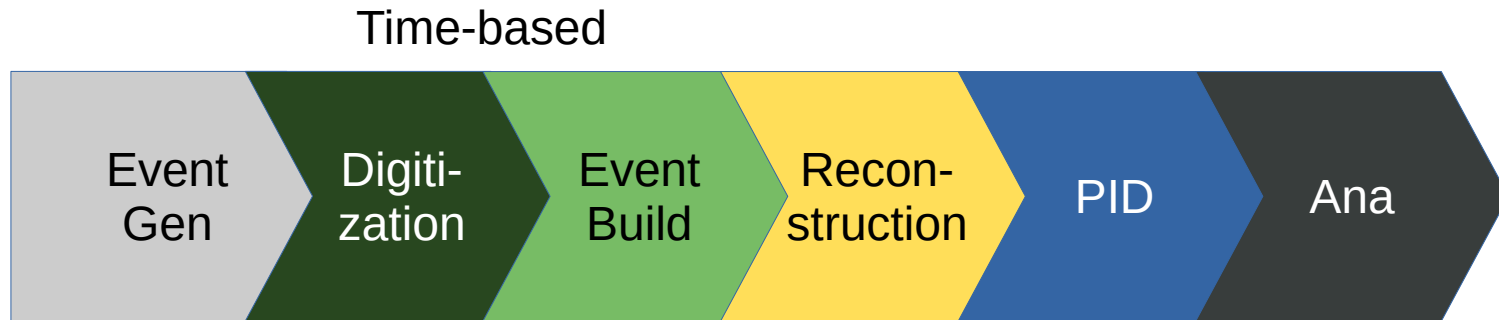 Time-based
Event
Gen
Digiti-
zation
Event
Build
Recon-
struction
PID
Ana